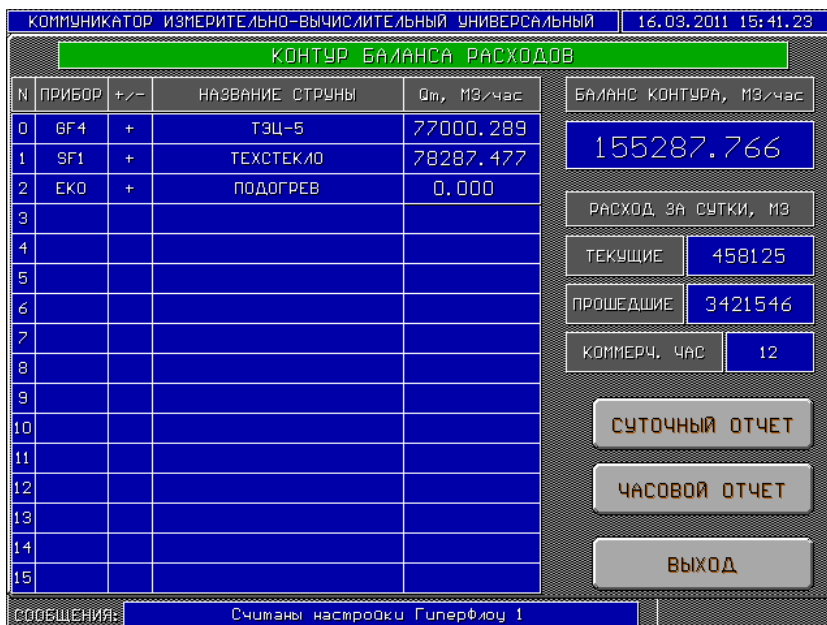 КОММУНИКАТОР ИЗМЕРИТЕЛЬНО-ВЫЧИСЛИТЕЛЬНЫЙ УНИВЕРСАЛЬНЫЙ 16.03.2011 15:41.23
КОНТУР БАЛАНСА РАСХОДОВ
N ПРИБОР +/- НАЗВАНИЕ СТРУНЫ Qm, М3/час
0 GF4 + ТЭЦ-5 77000.289
1 SF1 + ТЕХСТЕКЛО 78287.477
2 ЕК0 + ПОДОГРЕВ 0.000
3
4
5
6
7
8
9
10
11
12
13
14
15
БАЛАНС КОНТУРА, М3/час
155287.766
РАСХОД ЗА СУТКИ, М3
ТЕКУЩИЕ 458125
ПРОШЕДШИЕ 3421546
КОММЕРЧ. ЧАС 12
СУТОЧНЫЙ ОТЧЕТ
ЧАСОВОЙ ОТЧЕТ
ВЫХОД
СООБЩЕНИЯ: Считаны настройки ГиперФлоу 1